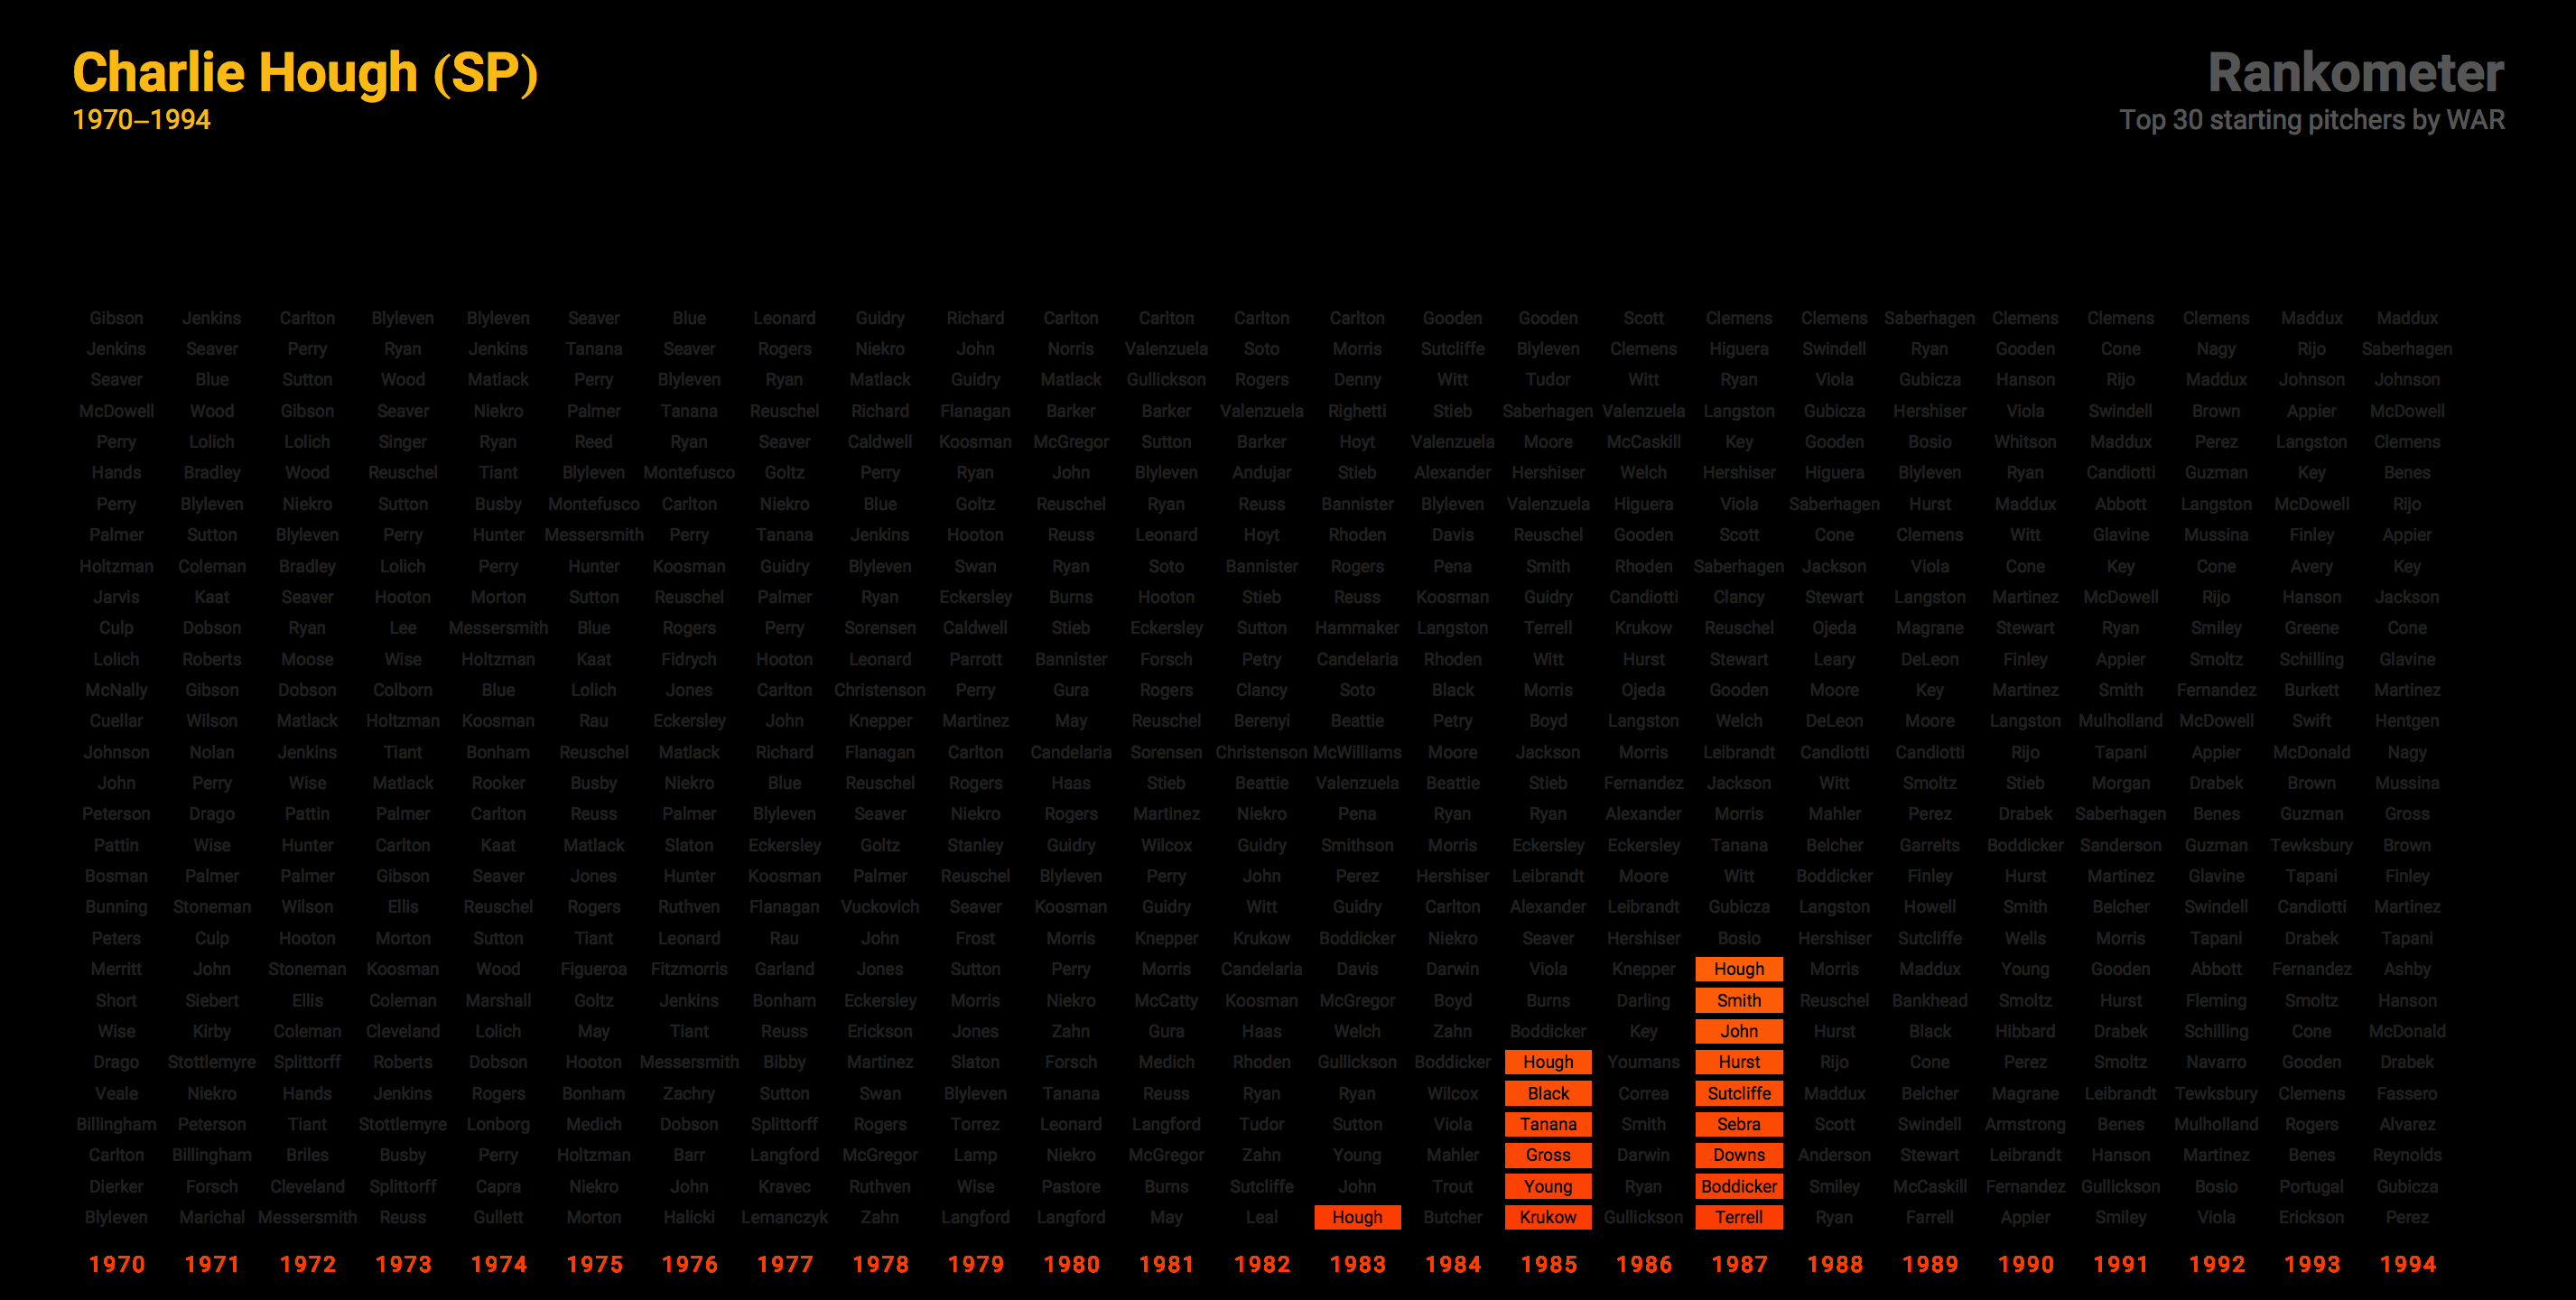 Charlie Hough (SP)
1970–1994
Rankometer
Top 30 starting pitchers by WAR
Gibson Jenkins Carlton Blyleven Blyleven Seaver Blue Leonard Guidry Richard Carlton Carlton Carlton Carlton Gooden Gooden Scott Clemens Clemens Saberhagen Clemens Clemens Clemens Maddux Maddux
Jenkins Seaver Perry Ryan Jenkins Tanana Seaver Rogers Niekro John Norris Valenzuela Soto Morris Sutcliffe Blyleven Clemens Higuera Swindell Ryan Gooden Cone Nagy Rijo Saberhagen
Seaver Blue Sutton Wood Matlack Perry Blyleven Ryan Matlack Guidry Matlack Gullickson Rogers Denny Witt Tudor Witt Ryan Viola Gubicza Hanson Rijo Maddux Johnson Johnson
McDowell Wood Gibson Seaver Niekro Palmer Tanana Reuschel Richard Flanagan Barker Barker Valenzuela Righetti Stieb Saberhagen Valenzuela Langston Gubicza Hershiser Viola Swindell Brown Appier McDowell
Perry Lolich Lolich Singer Ryan Reed Ryan Seaver Caldwell Koosman McGregor Sutton Barker Hoyt Valenzuela Moore McCaskill Key Gooden Bosio Whitson Maddux Perez Langston Clemens
Hands Bradley Wood Reuschel Tiant Blyleven Montefusco Goltz Perry Ryan John Blyleven Andujar Stieb Alexander Hershiser Welch Hershiser Higuera Blyleven Ryan Candiotti Guzman Key Benes
Perry Blyleven Niekro Sutton Busby Montefusco Carlton Niekro Blue Goltz Reuschel Ryan Reuss Bannister Blyleven Valenzuela Higuera Viola Saberhagen Hurst Maddux Abbott Langston McDowell Rijo
Palmer Sutton Blyleven Perry Hunter Messersmith Perry Tanana Jenkins Hooton Reuss Leonard Hoyt Rhoden Davis Reuschel Gooden Scott Cone Clemens Witt Glavine Mussina Finley Appier
Holtzman Coleman Bradley Lolich Perry Hunter Koosman Guidry Blyleven Swan Ryan Soto Bannister Rogers Pena Smith Rhoden Saberhagen Jackson Viola Cone Key Cone Avery Key
Jarvis Kaat Seaver Hooton Morton Sutton Reuschel Palmer Ryan Eckersley Burns Hooton Stieb Reuss Koosman Guidry Candiotti Clancy Stewart Langston Martinez McDowell Rijo Hanson Jackson
Culp Dobson Ryan Lee Messersmith Blue Rogers Perry Sorensen Caldwell Stieb Eckersley Sutton Hammaker Langston Terrell Krukow Reuschel Ojeda Magrane Stewart Ryan Smiley Greene Cone
Lolich Roberts Moose Wise Holtzman Kaat Fidrych Hooton Leonard Parrott Bannister Forsch Petry Candelaria Rhoden Witt Hurst Stewart Leary DeLeon Finley Appier Smoltz Schilling Glavine
McNally Gibson Dobson Colborn Blue Lolich Jones Carlton Christenson Perry Gura Rogers Clancy Soto Black Morris Ojeda Gooden Moore Key Martinez Smith Fernandez Burkett Martinez
Cuellar Wilson Matlack Holtzman Koosman Rau Eckersley John Knepper Martinez May Reuschel Berenyi Beattie Petry Boyd Langston Welch DeLeon Moore Langston Mulholland McDowell Swift Hentgen
Johnson Nolan Jenkins Tiant Bonham Reuschel Matlack Richard Flanagan Carlton Candelaria Sorensen Christenson McWilliams Moore Jackson Morris Leibrandt Candiotti Candiotti Rijo Tapani Appier McDonald Nagy
John Perry Wise Matlack Rooker Busby Niekro Blue Reuschel Rogers Haas Stieb Beattie Valenzuela Beattie Stieb Fernandez Jackson Witt Smoltz Stieb Morgan Drabek Brown Mussina
Peterson Drago Pattin Palmer Carlton Reuss Palmer Blyleven Seaver Niekro Rogers Martinez Niekro Pena Ryan Ryan Alexander Morris Mahler Perez Drabek Saberhagen Benes Guzman Gross
Pattin Wise Hunter Carlton Kaat Matlack Slaton Eckersley Goltz Stanley Guidry Wilcox Guidry Smithson Morris Eckersley Eckersley Tanana Belcher Garrelts Boddicker Sanderson Guzman Tewksbury Brown
Bosman Palmer Palmer Gibson Seaver Jones Hunter Koosman Palmer Reuschel Blyleven Perry John Perez Hershiser Leibrandt Moore Witt Boddicker Finley Hurst Martinez Glavine Tapani Finley
Bunning Stoneman Wilson Ellis Reuschel Rogers Ruthven Flanagan Vuckovich Seaver Koosman Guidry Witt Guidry Carlton Alexander Leibrandt Gubicza Langston Howell Smith Belcher Swindell Candiotti Martinez
Peters Culp Hooton Morton Sutton Tiant Leonard Rau John Frost Morris Knepper Krukow Boddicker Niekro Seaver Hershiser Bosio Hershiser Sutcliffe Wells Morris Tapani Drabek Tapani
Merritt John Stoneman Koosman Wood Figueroa Fitzmorris Garland Jones Sutton Perry Morris Candelaria Davis Darwin Viola Knepper Hough Morris Maddux Young Gooden Abbott Fernandez Ashby
Short Siebert Ellis Coleman Marshall Goltz Jenkins Bonham Eckersley Morris Niekro McCatty Koosman McGregor Boyd Burns Darling Smith Reuschel Bankhead Smoltz Hurst Fleming Smoltz Hanson
Wise Kirby Coleman Cleveland Lolich May Tiant Reuss Erickson Jones Zahn Gura Haas Welch Zahn Boddicker Key John Hurst Black Hibbard Drabek Schilling Cone McDonald
Drago Stottlemyre Splittorff Roberts Dobson Hooton Messersmith Bibby Martinez Slaton Forsch Medich Rhoden Gullickson Boddicker Hough Youmans Hurst Rijo Cone Perez Smoltz Navarro Gooden Drabek
Veale Niekro Hands Jenkins Rogers Bonham Zachry Sutton Swan Blyleven Tanana Reuss Ryan Ryan Wilcox Black Correa Sutcliffe Maddux Belcher Magrane Leibrandt Tewksbury Clemens Fassero
Billingham Peterson Tiant Stottlemyre Lonborg Medich Dobson Splittorff Rogers Torrez Leonard Langford Tudor Sutton Viola Tanana Smith Sebra Scott Swindell Armstrong Benes Mulholland Rogers Alvarez
Carlton Billingham Briles Busby Perry Holtzman Barr Langford McGregor Lamp Niekro McGregor Zahn Young Mahler Gross Darwin Downs Anderson Stewart Leibrandt Hanson Martinez Benes Reynolds
Dierker Forsch Cleveland Splittorff Capra Niekro John Kravec Ruthven Wise Pastore Burns Sutcliffe John Trout Young Ryan Boddicker Smiley McCaskill Fernandez Gullickson Bosio Portugal Gubicza
Blyleven Marichal Messersmith Reuss Gullett Morton Halicki Lemanczyk Zahn Langford Langford May Leal Hough Butcher Krukow Gullickson Terrell Ryan Farrell Appier Smiley Viola Erickson Perez
1970 1971 1972 1973 1974 1975 1976 1977 1978 1979 1980 1981 1982 1983 1984 1985 1986 1987 1988 1989 1990 1991 1992 1993 1994